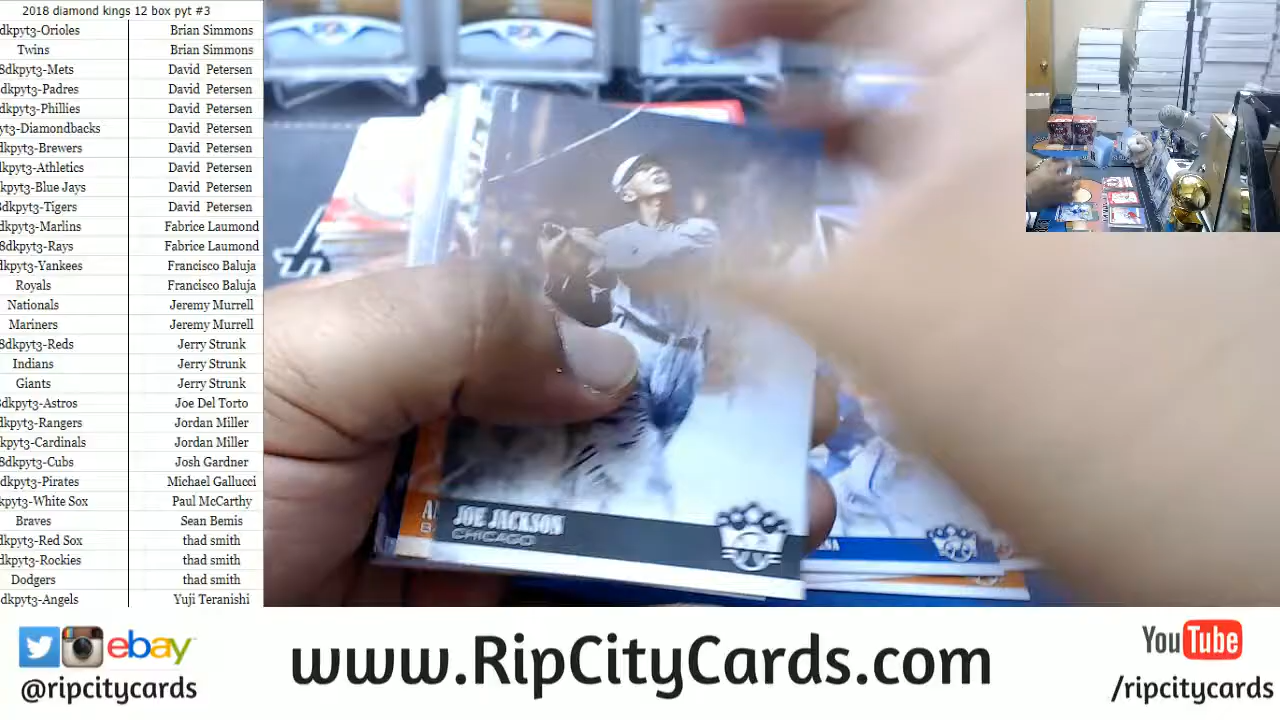 2018 diamond kings 12 box pyt #3
dkpyt3-Orioles Brian Simmons
Twins Brian Simmons
8dkpyt3-Mets David Petersen
dkpyt3-Padres David Petersen
dkpyt3-Phillies David Petersen
yt3-Diamondbacks David Petersen
dkpyt3-Brewers David Petersen
dkpyt3-Athletics David Petersen
kpyt3-Blue Jays David Petersen
8dkpyt3-Tigers David Petersen
dkpyt3-Marlins Fabrice Laumond
8dkpyt3-Rays Fabrice Laumond
dkpyt3-Yankees Francisco Baluja
Royals Francisco Baluja
Nationals Jeremy Murrell
Mariners Jeremy Murrell
8dkpyt3-Reds Jerry Strunk
Indians Jerry Strunk
Giants Jerry Strunk
8dkpyt3-Astros Joe Del Torto
dkpyt3-Rangers Jordan Miller
kpyt3-Cardinals Jordan Miller
8dkpyt3-Cubs Josh Gardner
dkpyt3-Pirates Michael Gallucci
kpyt3-White Sox Paul McCarthy
Braves Sean Bemis
dkpyt3-Red Sox thad smith
dkpyt3-Rockies thad smith
Dodgers thad smith
dkpyt3-Angels Yuji Teranishi
JOE JACKSON
CHICAGO
ebay
@ripcitycards
www.RipCityCards.com
YouTube
/ripcitycards